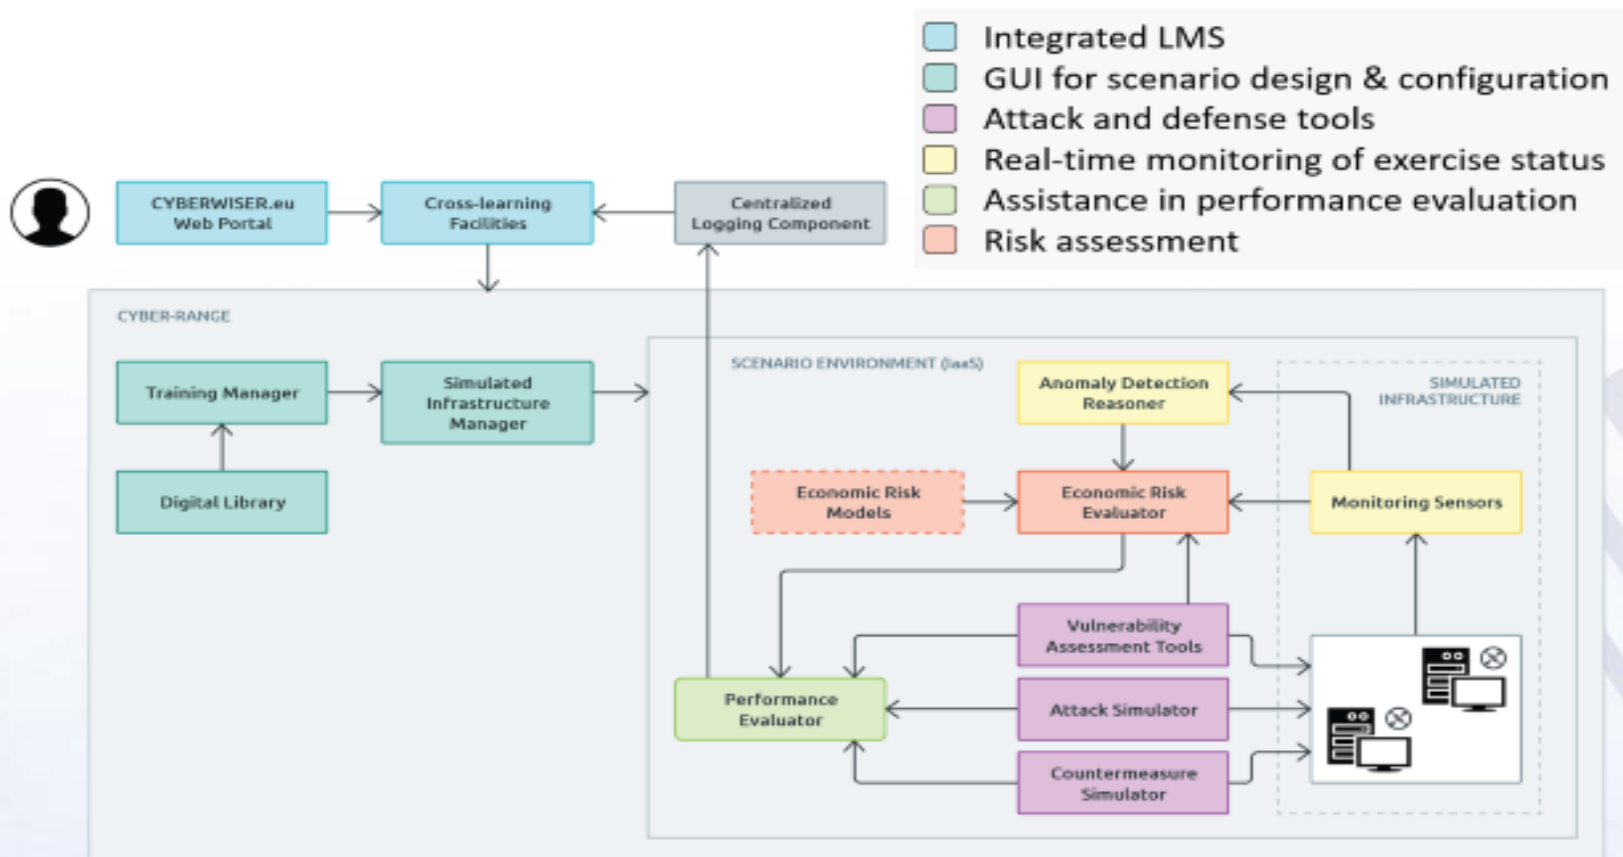 Integrated LMS
GUI for scenario design & configuration
Attack and defense tools
Real-time monitoring of exercise status
Assistance in performance evaluation
Risk assessment
CYBERWISER.eu
Web Portal
Cross-learning
Facilities
Centralized
Logging Component
CYBER-RANGE
Training Manager
Simulated
Infrastructure
Manager
Digital Library
SCENARIO ENVIRONMENT (IaaS)
Anomaly Detection
Reasoner
SIMULATED
INFRASTRUCTURE
Economic Risk
Models
Economic Risk
Evaluator
Monitoring Sensors
Vulnerability
Assessment Tools
Performance
Evaluator
Attack Simulator
Countermeasure
Simulator